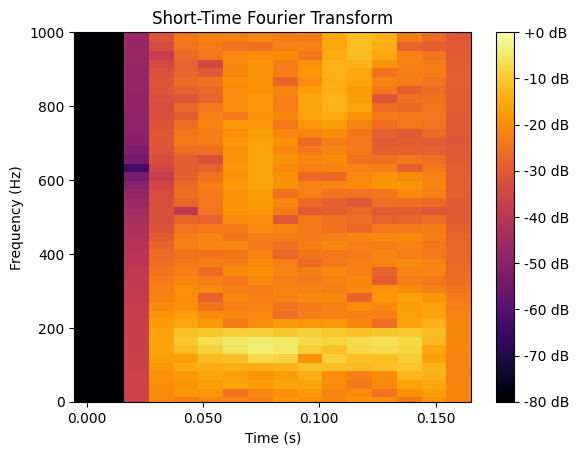 Short-Time Fourier Transform
1000
800
600
400
200
0
Frequency (Hz)
0.000
0.050
0.100
0.150
Time (s)
+0 dB
-10 dB
-20 dB
-30 dB
-40 dB
-50 dB
-60 dB
-70 dB
-80 dB